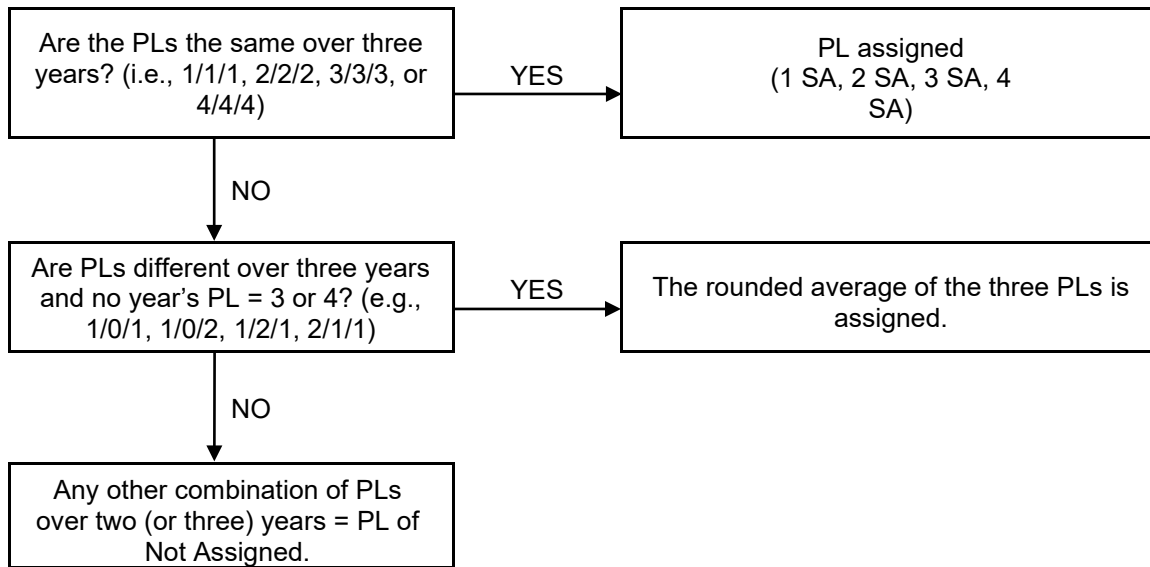 Are the PLs the same over three
years? (i.e., 1/1/1, 2/2/2, 3/3/3, or
4/4/4)
YES
PL assigned
(1 SA, 2 SA, 3 SA, 4
SA)
NO
Are PLs different over three years
and no year’s PL = 3 or 4? (e.g.,
1/0/1, 1/0/2, 1/2/1, 2/1/1)
YES
The rounded average of the three PLs is
assigned.
NO
Any other combination of PLs
over two (or three) years = PL of
Not Assigned.